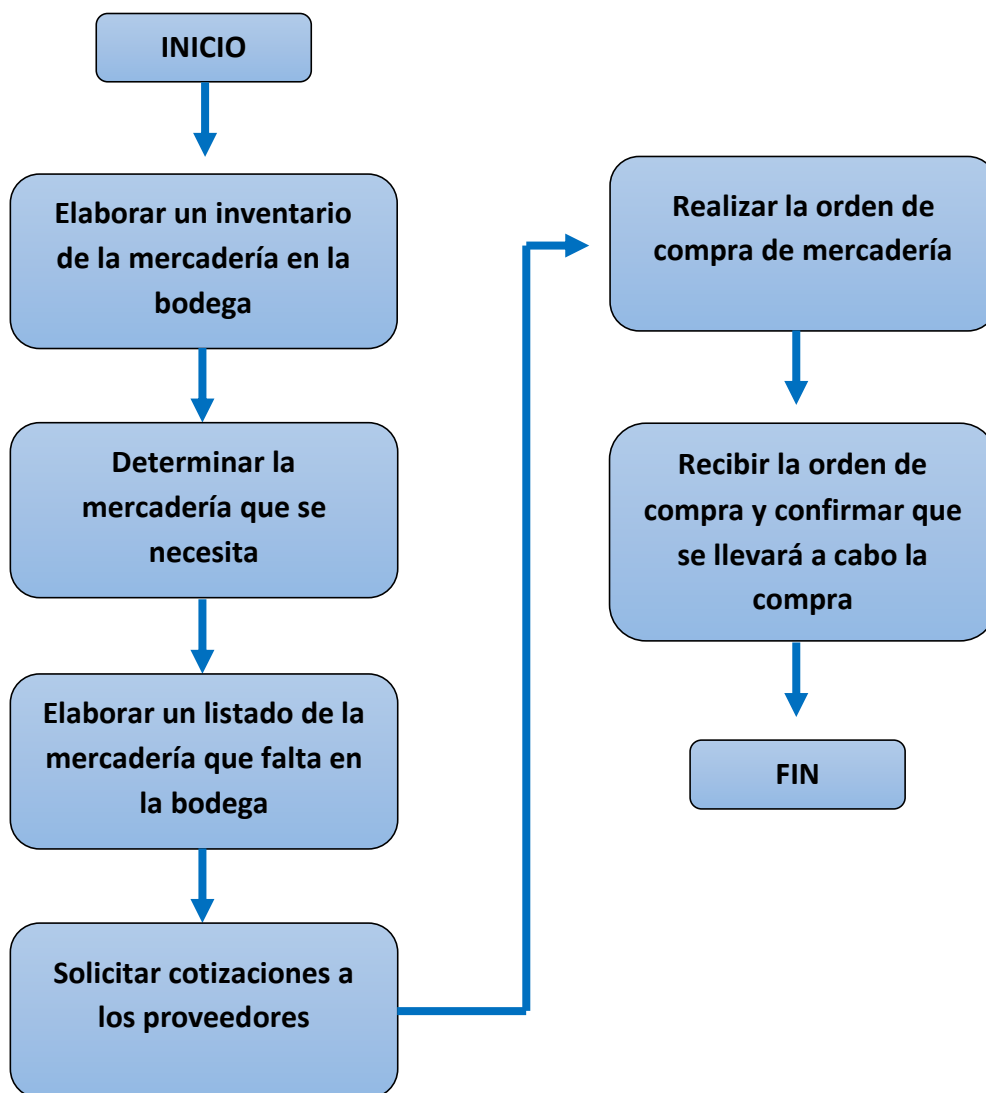 INICIO
Elaborar un inventario
de la mercadería en la
bodega
Determinar la
mercadería que se
necesita
Elaborar un listado de la
mercadería que falta en
la bodega
Solicitar cotizaciones a
los proveedores
Realizar la orden de
compra de mercadería
Recibir la orden de
compra y confirmar que
se llevará a cabo la
compra
FIN